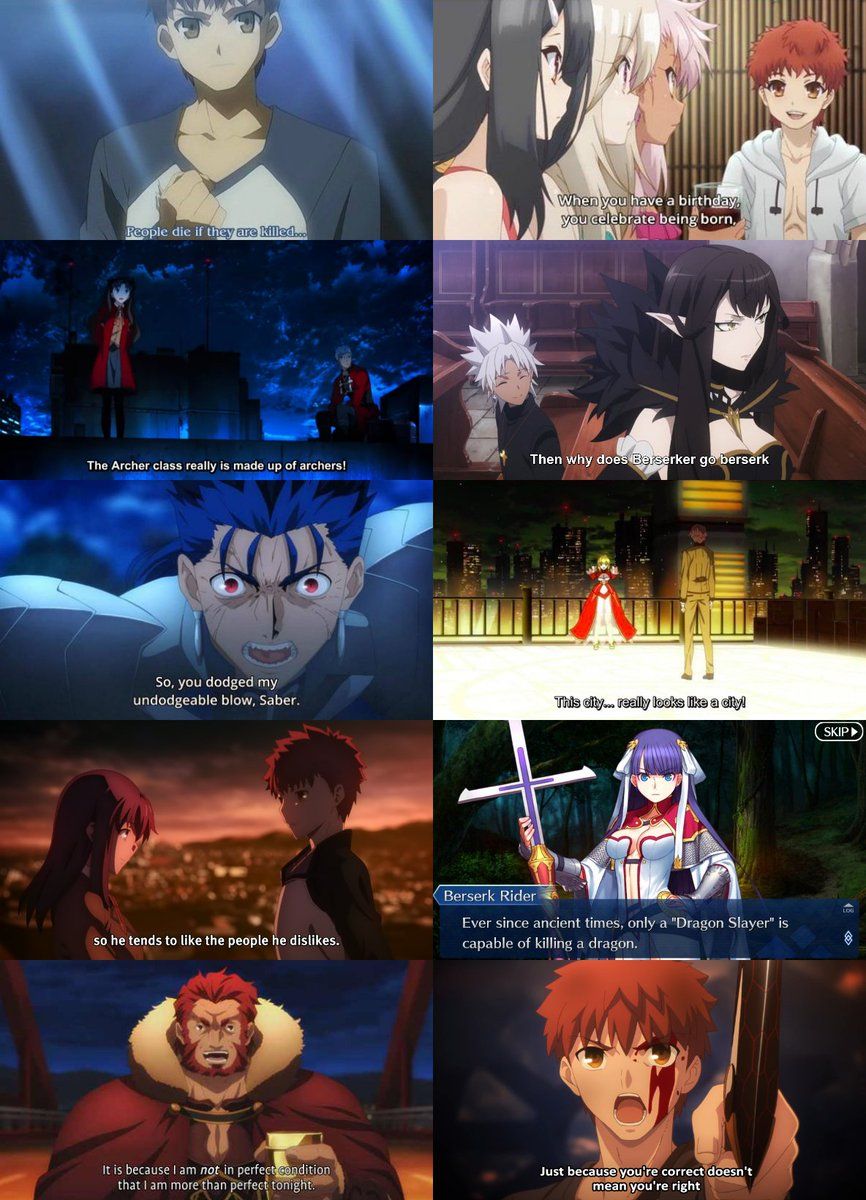 People die if they are killed...
When you have a birthday,
you celebrate being born,
The Archer class really is made up of archers!
Then why does Berserker go berserk
So, you dodged my
undodgeable blow, Saber.
This city... really looks like a city!
so he tends to like the people he dislikes.
SKIP
Berserk Rider
LOG
Ever since ancient times, only a "Dragon Slayer" is
capable of killing a dragon.
It is because I am not in perfect condition
that I am more than perfect tonight.
Just because you're correct doesn't
mean you're right